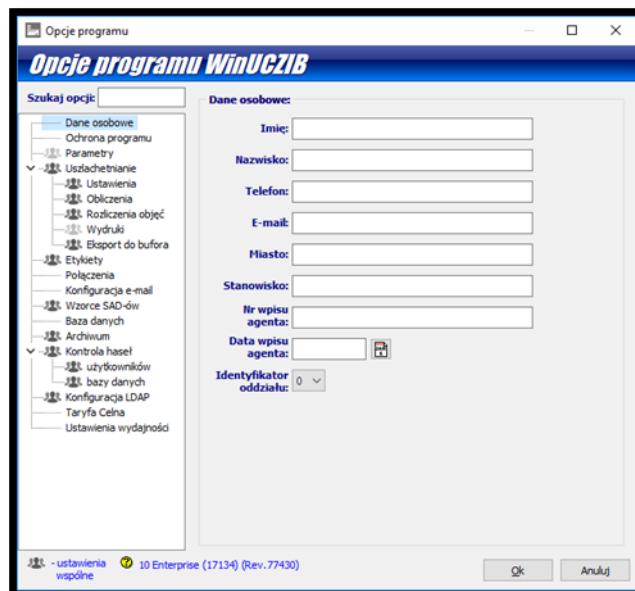 Opcje programu
Opcje programu WinUCZIB
Szukaj opcji:
Dane osobowe
Ochrona programu
Parametry
Uszlachetnianie
Ustawienia
Obliczenia
Rozliczenia objęć
Wydruki
Eksport do bufora
Etykiety
Połączenia
Konfiguracja e-mail
Wzorce SAD-ów
Baza danych
Archiwum
Kontrola haseł
użytkowników
bazy danych
Konfiguracja LDAP
Taryfa Celna
Ustawienia wydajności
Dane osobowe:
Imię:
Nazwisko:
Telefon:
E-mail:
Miasto:
Stanowisko:
Nr wpisu
agenta:
Data wpisu
agenta:
Identyfikator
oddziału:
0
- ustawienia
wspólne
10 Enterprise (17134) (Rev.77430)
Ok
Anuluj